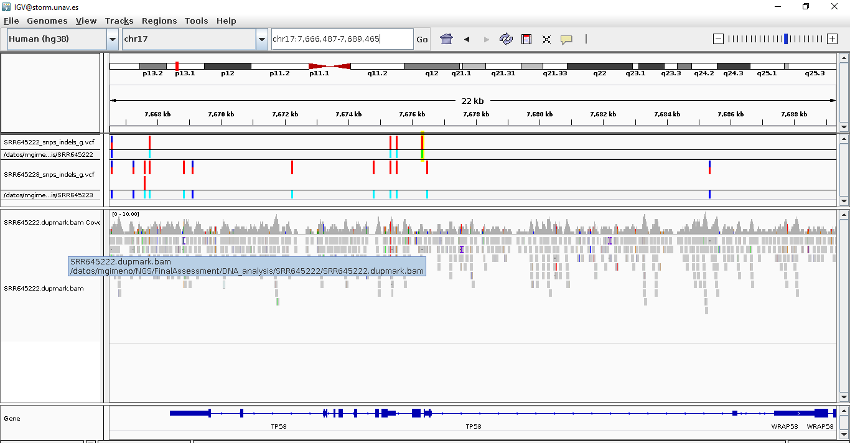 IGV@storm.unav.es
File Genomes View Tracks Regions Tools Help
Human (hg38) chr17 chr17:7,666,487-7,689,465 Go
p13.2 p13.1 p12 p11.2 p11.1 q11.2 q12 q21.1 q21.31 q21.33 q22 q23.1 q23.3 q24.2 q24.3 q25.1 q25.3
22 kb
7,668 kb 7,670 kb 7,672 kb 7,674 kb 7,676 kb 7,678 kb 7,680 kb 7,682 kb 7,684 kb 7,686 kb 7,688 kb
SRR645222_snps_indels_g.vcf
/datos/mgime...is/SRR645222
SRR645223_snps_indels_g.vcf
/datos/mgime...is/SRR645223
[0 - 10.00]
SRR645222.dupmark.bam Cove
SRR645222.dupmark.bam
/datos/mgimeno/NGS/FinalAssessment/DNA_analysis/SRR645222/SRR645222.dupmark.bam
SRR645222.dupmark.bam
Gene
TP53 TP53 WRAP53 WRAP53